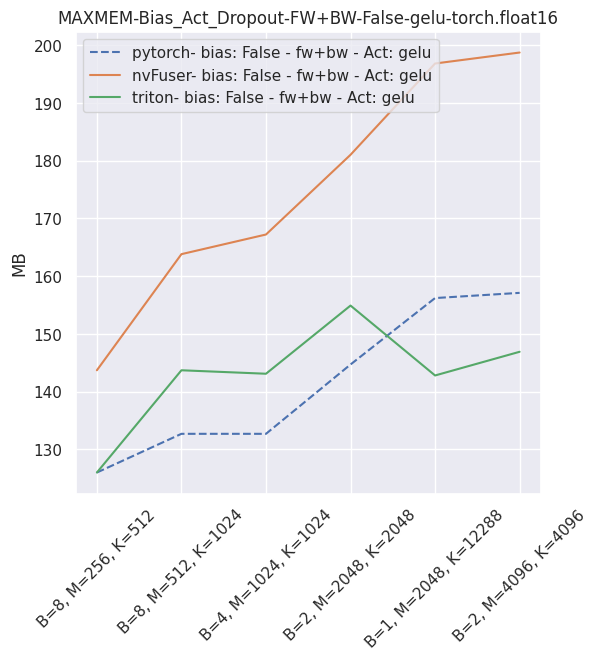 MAXMEM-Bias_Act_Dropout-FW+BW-False-gelu-torch.float16
pytorch- bias: False - fw+bw - Act: gelu
nvFuser- bias: False - fw+bw - Act: gelu
triton- bias: False - fw+bw - Act: gelu
200
190
180
170
160
150
140
130
MB
B=8, M=256, K=512
B=8, M=512, K=1024
B=4, M=1024, K=1024
B=2, M=2048, K=2048
B=1, M=2048, K=12288
B=2, M=4096, K=4096